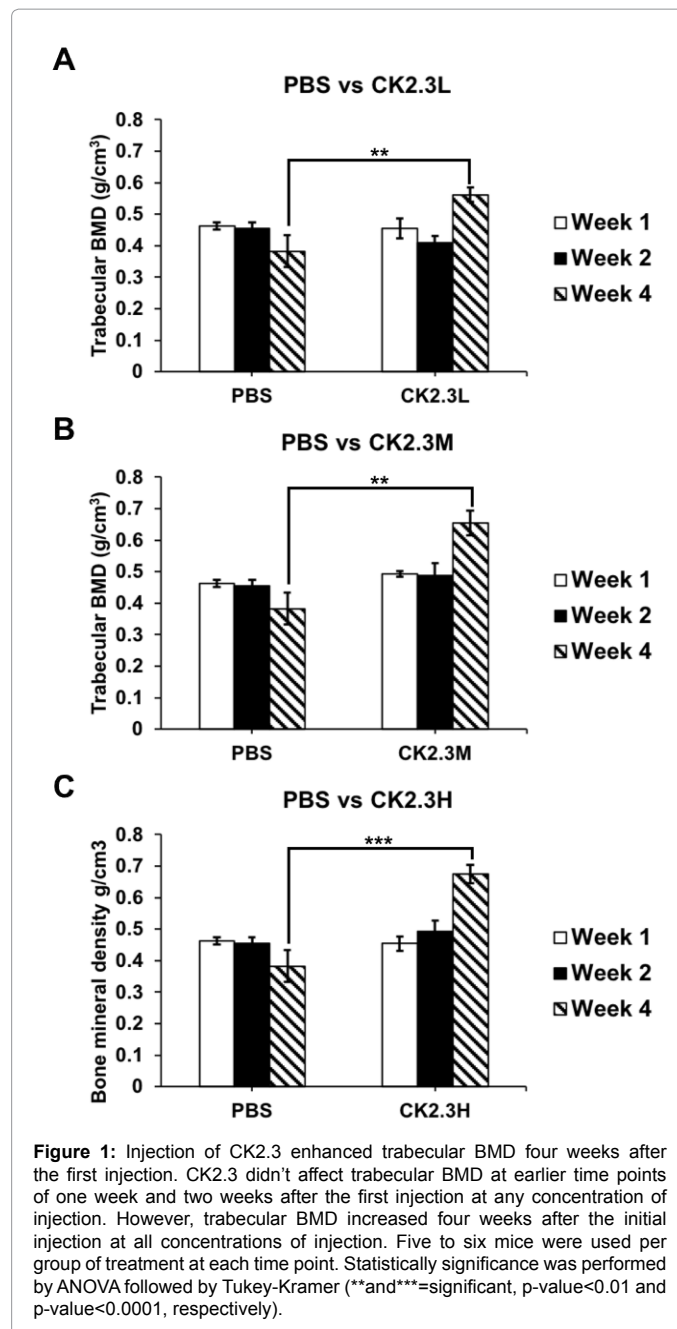 A
PBS vs CK2.3L
Trabecular BMD (g/cm³)
0.8
0.7
0.6
0.5
0.4
0.3
0.2
0.1
0
**
PBS
CK2.3L
Week 1
Week 2
Week 4
B
PBS vs CK2.3M
Trabecular BMD (g/cm³)
0.8
0.7
0.6
0.5
0.4
0.3
0.2
0.1
0
**
PBS
CK2.3M
Week 1
Week 2
Week 4
C
PBS vs CK2.3H
Bone mineral density g/cm3
0.8
0.7
0.6
0.5
0.4
0.3
0.2
0.1
0
***
PBS
CK2.3H
Week 1
Week 2
Week 4
Figure 1: Injection of CK2.3 enhanced trabecular BMD four weeks after
the first injection. CK2.3 didn’t affect trabecular BMD at earlier time points
of one week and two weeks after the first injection at any concentration of
injection. However, trabecular BMD increased four weeks after the initial
injection at all concentrations of injection. Five to six mice were used per
group of treatment at each time point. Statistically significance was performed
by ANOVA followed by Tukey-Kramer (**and***=significant, p-value<0.01 and
p-value<0.0001, respectively).